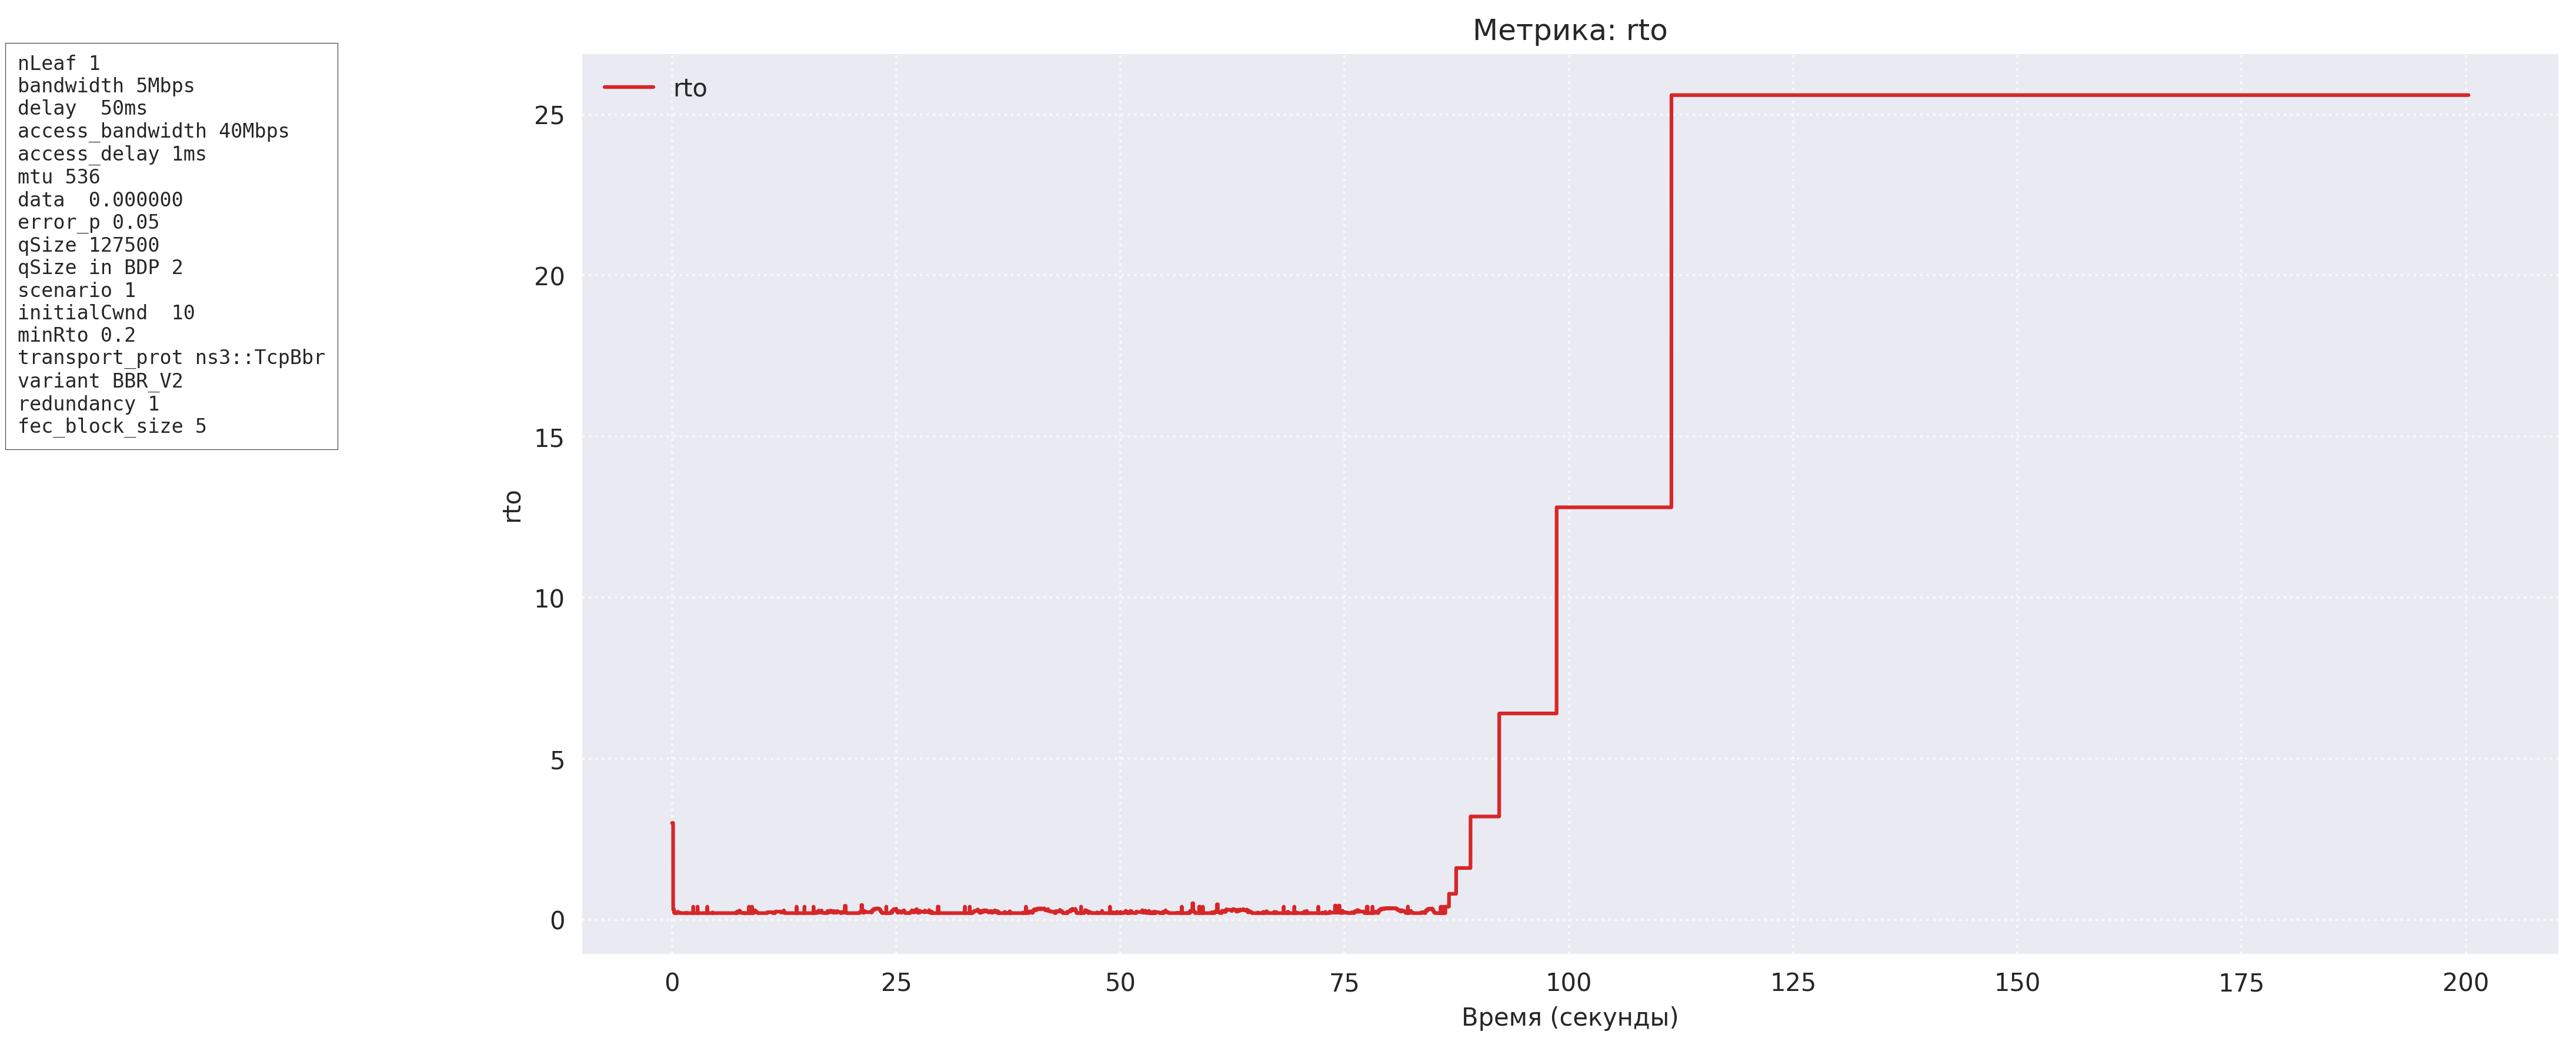 Метрика: rto
nLeaf 1
bandwidth 5Mbps
delay  50ms
access_bandwidth 40Mbps
access_delay 1ms
mtu 536
data  0.000000
error_p 0.05
qSize 127500
qSize in BDP 2
scenario 1
initialCwnd  10
minRto 0.2
transport_prot ns3::TcpBbr
variant BBR_V2
redundancy 1
fec_block_size 5
rto
25
20
15
10
5
0
rto
0 25 50 75 100 125 150 175 200
Время (секунды)